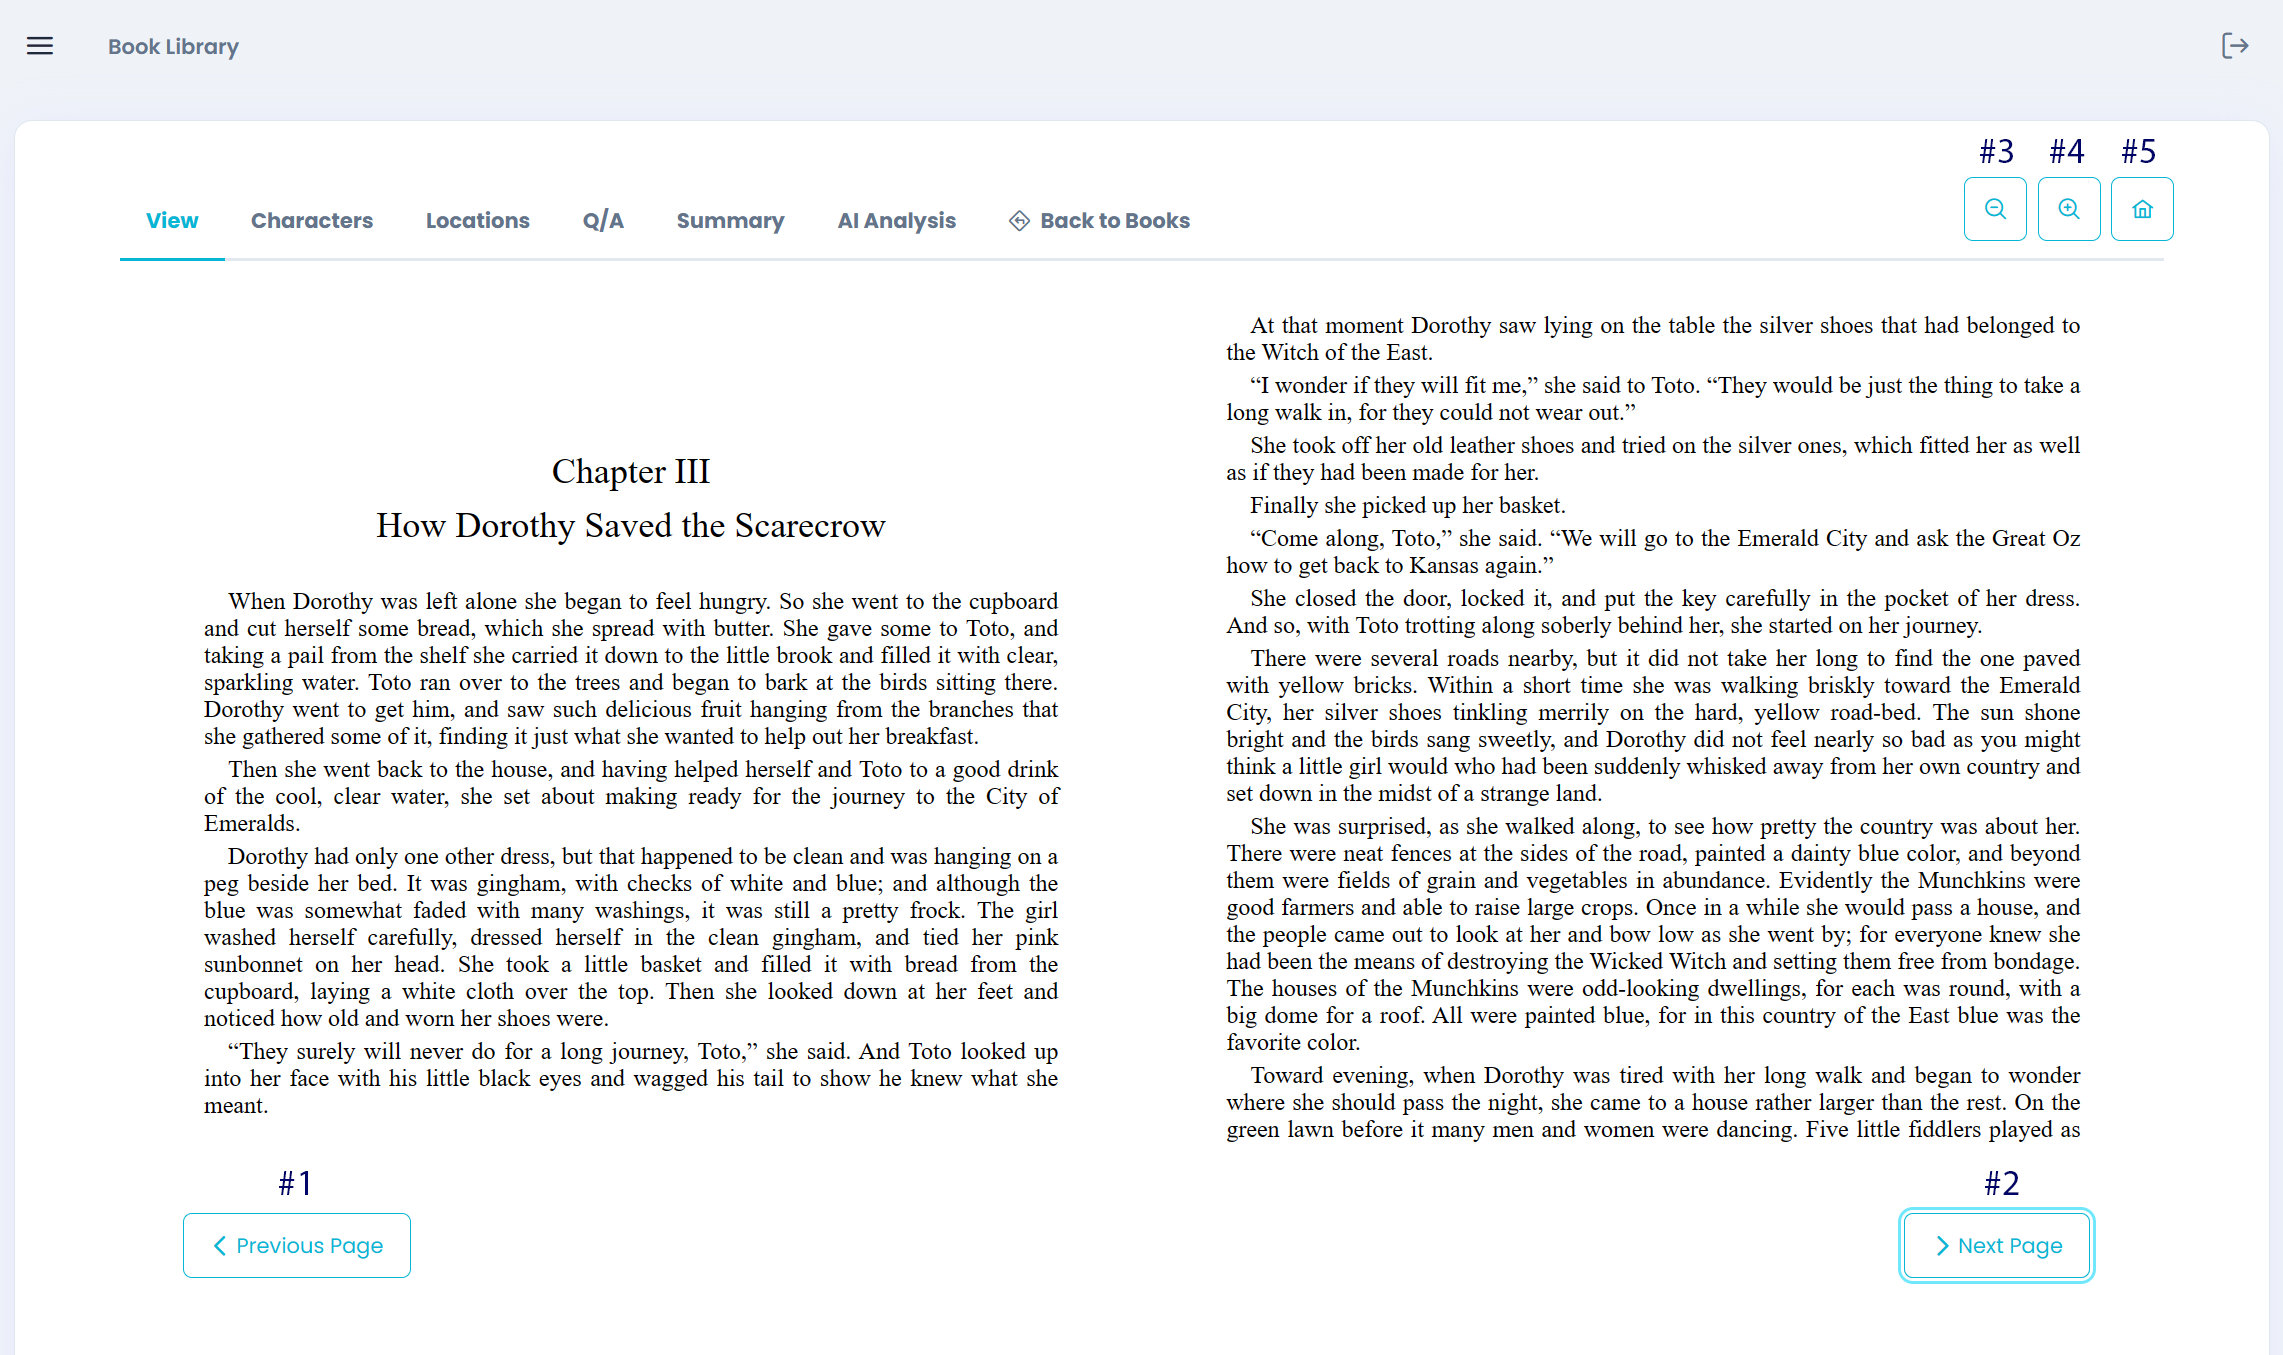 Book Library
#3 #4 #5
View Characters Locations Q/A Summary AI Analysis Back to Books
Chapter III
How Dorothy Saved the Scarecrow
When Dorothy was left alone she began to feel hungry. So she went to the cupboard
and cut herself some bread, which she spread with butter. She gave some to Toto, and
taking a pail from the shelf she carried it down to the little brook and filled it with clear,
sparkling water. Toto ran over to the trees and began to bark at the birds sitting there.
Dorothy went to get him, and saw such delicious fruit hanging from the branches that
she gathered some of it, finding it just what she wanted to help out her breakfast.
Then she went back to the house, and having helped herself and Toto to a good drink
of the cool, clear water, she set about making ready for the journey to the City of
Emeralds.
Dorothy had only one other dress, but that happened to be clean and was hanging on a
peg beside her bed. It was gingham, with checks of white and blue; and although the
blue was somewhat faded with many washings, it was still a pretty frock. The girl
washed herself carefully, dressed herself in the clean gingham, and tied her pink
sunbonnet on her head. She took a little basket and filled it with bread from the
cupboard, laying a white cloth over the top. Then she looked down at her feet and
noticed how old and worn her shoes were.
“They surely will never do for a long journey, Toto,” she said. And Toto looked up
into her face with his little black eyes and wagged his tail to show he knew what she
meant.
At that moment Dorothy saw lying on the table the silver shoes that had belonged to
the Witch of the East.
“I wonder if they will fit me,” she said to Toto. “They would be just the thing to take a
long walk in, for they could not wear out.”
She took off her old leather shoes and tried on the silver ones, which fitted her as well
as if they had been made for her.
Finally she picked up her basket.
“Come along, Toto,” she said. “We will go to the Emerald City and ask the Great Oz
how to get back to Kansas again.”
She closed the door, locked it, and put the key carefully in the pocket of her dress.
And so, with Toto trotting along soberly behind her, she started on her journey.
There were several roads nearby, but it did not take her long to find the one paved
with yellow bricks. Within a short time she was walking briskly toward the Emerald
City, her silver shoes tinkling merrily on the hard, yellow road-bed. The sun shone
bright and the birds sang sweetly, and Dorothy did not feel nearly so bad as you might
think a little girl would who had been suddenly whisked away from her own country and
set down in the midst of a strange land.
She was surprised, as she walked along, to see how pretty the country was about her.
There were neat fences at the sides of the road, painted a dainty blue color, and beyond
them were fields of grain and vegetables in abundance. Evidently the Munchkins were
good farmers and able to raise large crops. Once in a while she would pass a house, and
the people came out to look at her and bow low as she went by; for everyone knew she
had been the means of destroying the Wicked Witch and setting them free from bondage.
The houses of the Munchkins were odd-looking dwellings, for each was round, with a
big dome for a roof. All were painted blue, for in this country of the East blue was the
favorite color.
Toward evening, when Dorothy was tired with her long walk and began to wonder
where she should pass the night, she came to a house rather larger than the rest. On the
green lawn before it many men and women were dancing. Five little fiddlers played as
#1 #2
Previous Page Next Page